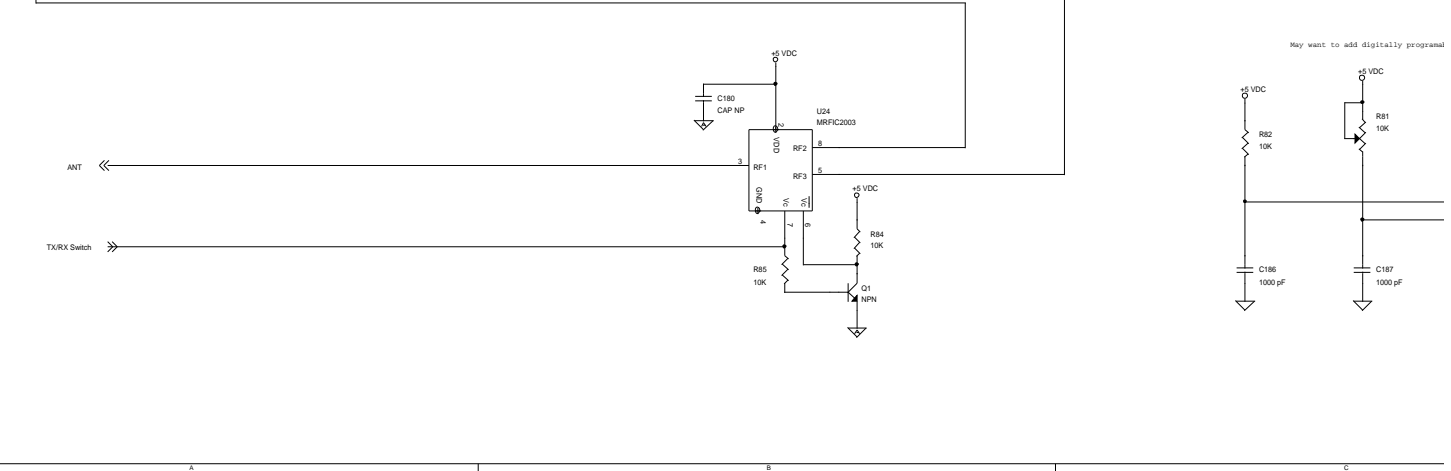 May want to add digitally programa
+5 VDC
C180
CAP NP
U24
MRFIC2003
2
VDD
RF2
8
3
RF1
RF3
5
GND
Vc
Vc
4
7
6
ANT
TX/RX Switch
+5 VDC
R84
10K
R85
10K
Q1
NPN
A
A
+5 VDC
R82
10K
C186
1000 pF
+5 VDC
R81
10K
C187
1000 pF
A
B
C